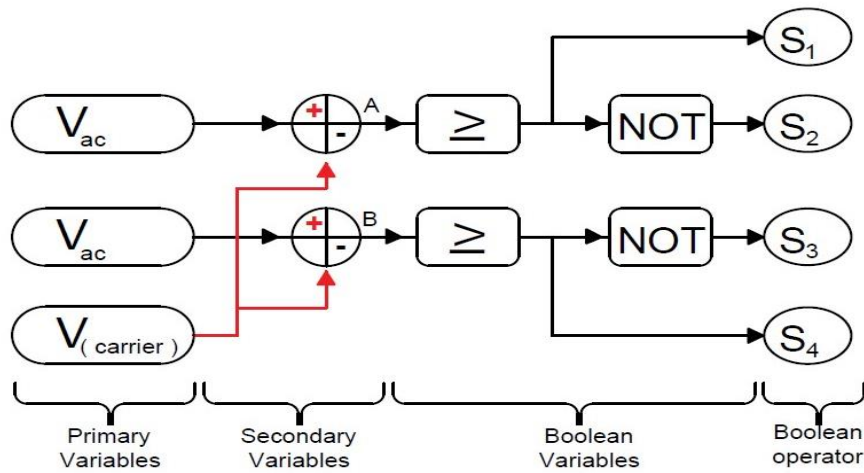 S1
Vac
+
-
A
≥
NOT
S2
Vac
+
-
B
≥
NOT
S3
V( carrier )
S4
Primary
Variables
Secondary
Variables
Boolean
Variables
Boolean
operator